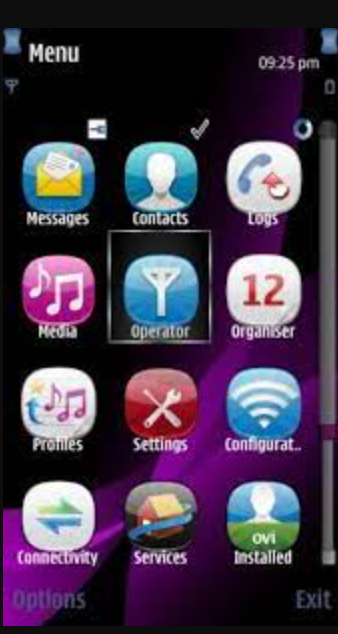 Menu
09:25 pm
Messages
Contacts
Logs
Media
Operator
12
Organiser
Profiles
Settings
Configurat..
Connectivity
Services
ovi
Installed
Options
Exit